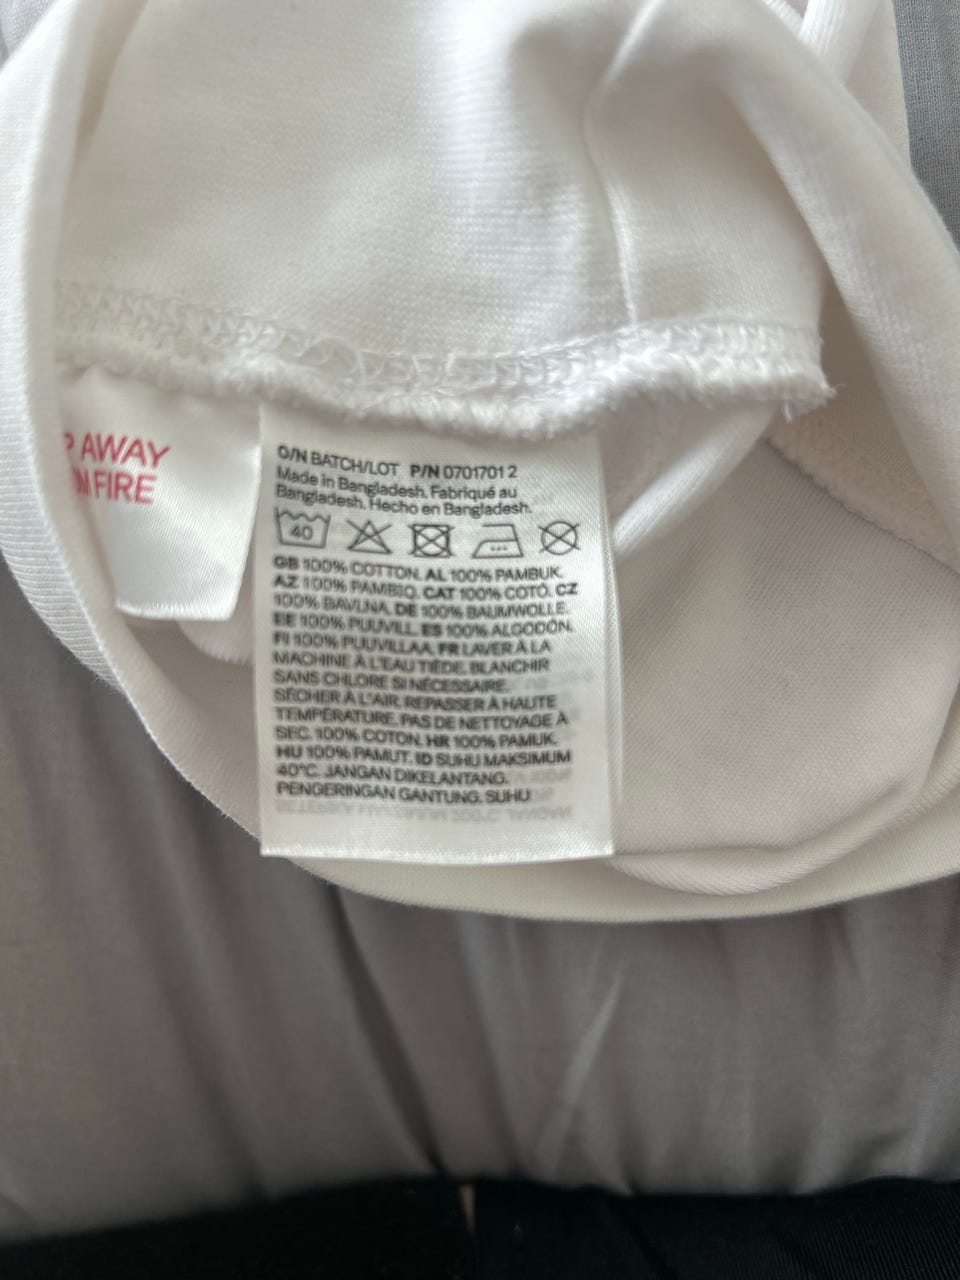 AWAY
FIRE
O/N BATCH/LOT P/N 0701701 2
Made in Bangladesh. Fabriqué au
Bangladesh. Hecho en Bangladesh.
40
GB 100% COTTON. AL 100% PAMBUK.
AZ 100% PAMBIQ. CAT 100% COTÓ. CZ
100% BAVLNA. DE 100% BAUMWOLLE.
EE 100% PUUVILL. ES 100% ALGODÓN.
FI 100% PUUVILLAA. FR LAVER À LA
MACHINE À L'EAU TIÈDE. BLANCHIR
SANS CHLORE SI NÉCESSAIRE.
SÉCHER À L'AIR. REPASSER À HAUTE
TEMPÉRATURE. PAS DE NETTOYAGE À
SEC. 100% COTON. HR 100% PAMUK.
HU 100% PAMUT. ID SUHU MAKSIMUM
40°C. JANGAN DIKELANTANG.
PENGERINGAN GANTUNG. SUHU